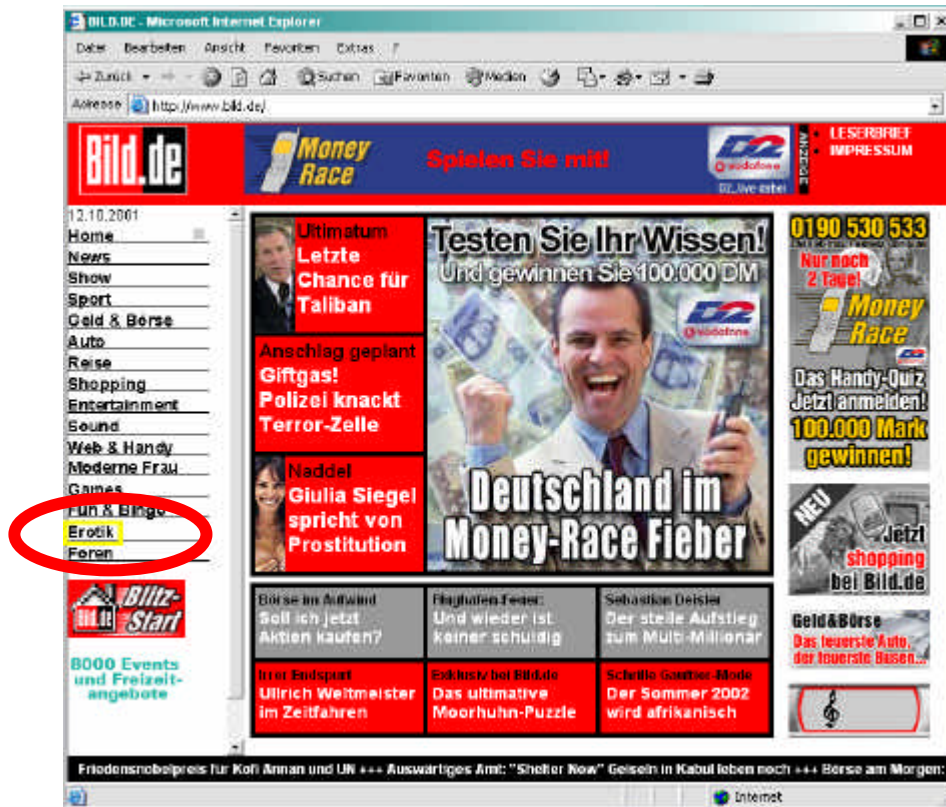 BILD.DE - Microsoft Internet Explorer
Datei Bearbeiten Ansicht Favoriten Extras ?
Zurück Suchen Favoriten Medien
Adresse http://www.bild.de/
Bild.de
Money
Race
Spielen Sie mit!
D2
vodafone
D2_live dabei
ANZEIGE
LESERBRIEF
IMPRESSUM
12.10.2001
Home
News
Show
Sport
Geld & Börse
Auto
Reise
Shopping
Entertainment
Sound
Web & Handy
Moderne Frau
Games
Fun & Bingo
Erotik
Foren
Bild.de
Blitz-
Start
8000 Events
und Freizeit-
angebote
Ultimatum
Letzte
Chance für
Taliban
Anschlag geplant
Giftgas!
Polizei knackt
Terror-Zelle
Naddel
Giulia Siegel
spricht von
Prostitution
Testen Sie Ihr Wissen!
Und gewinnen Sie 100.000 DM
D2
vodafone
Deutschland im
Money-Race Fieber
Börse im Aufwind
Soll ich jetzt
Aktien kaufen?
Flughafen-Feuer:
Und wieder ist
keiner schuldig
Sebastian Deisler
Der steile Aufstieg
zum Multi-Millionär
Irrer Endspurt
Ullrich Weltmeister
im Zeitfahren
Exklusiv bei Bild.de
Das ultimative
Moorhuhn-Puzzle
Schrille Gaultier-Mode
Der Sommer 2002
wird afrikanisch
0190 530 533
Nur noch
2 Tage!
Money
Race
D2
Das Handy-Quiz
Jetzt anmelden!
100.000 Mark
gewinnen!
NEU
Jetzt
shopping
bei Bild.de
Geld&Börse
Das teuerste Auto,
der teuerste Busen...
Friedensnobelpreis für Kofi Annan und UN +++ Auswärtiges Amt: "Shelter Now" Geiseln in Kabul leben noch +++ Börse am Morgen:
Internet